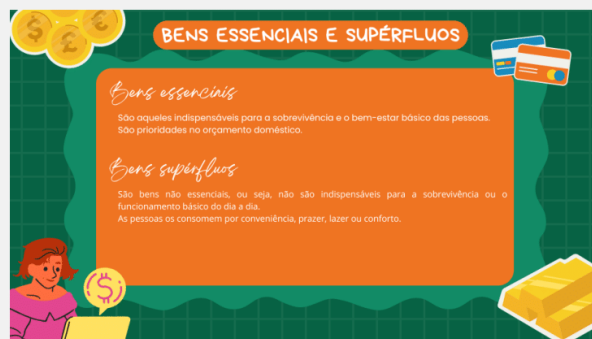 BENS ESSENCIAIS E SUPÉRFLUOS
Bens essenciais
São aqueles indispensáveis para a sobrevivência e o bem-estar básico das pessoas.
São prioridades no orçamento doméstico.
Bens supérfluos
São bens não essenciais, ou seja, não são indispensáveis para a sobrevivência ou o
funcionamento básico do dia a dia.
As pessoas os consomem por conveniência, prazer, lazer ou conforto.